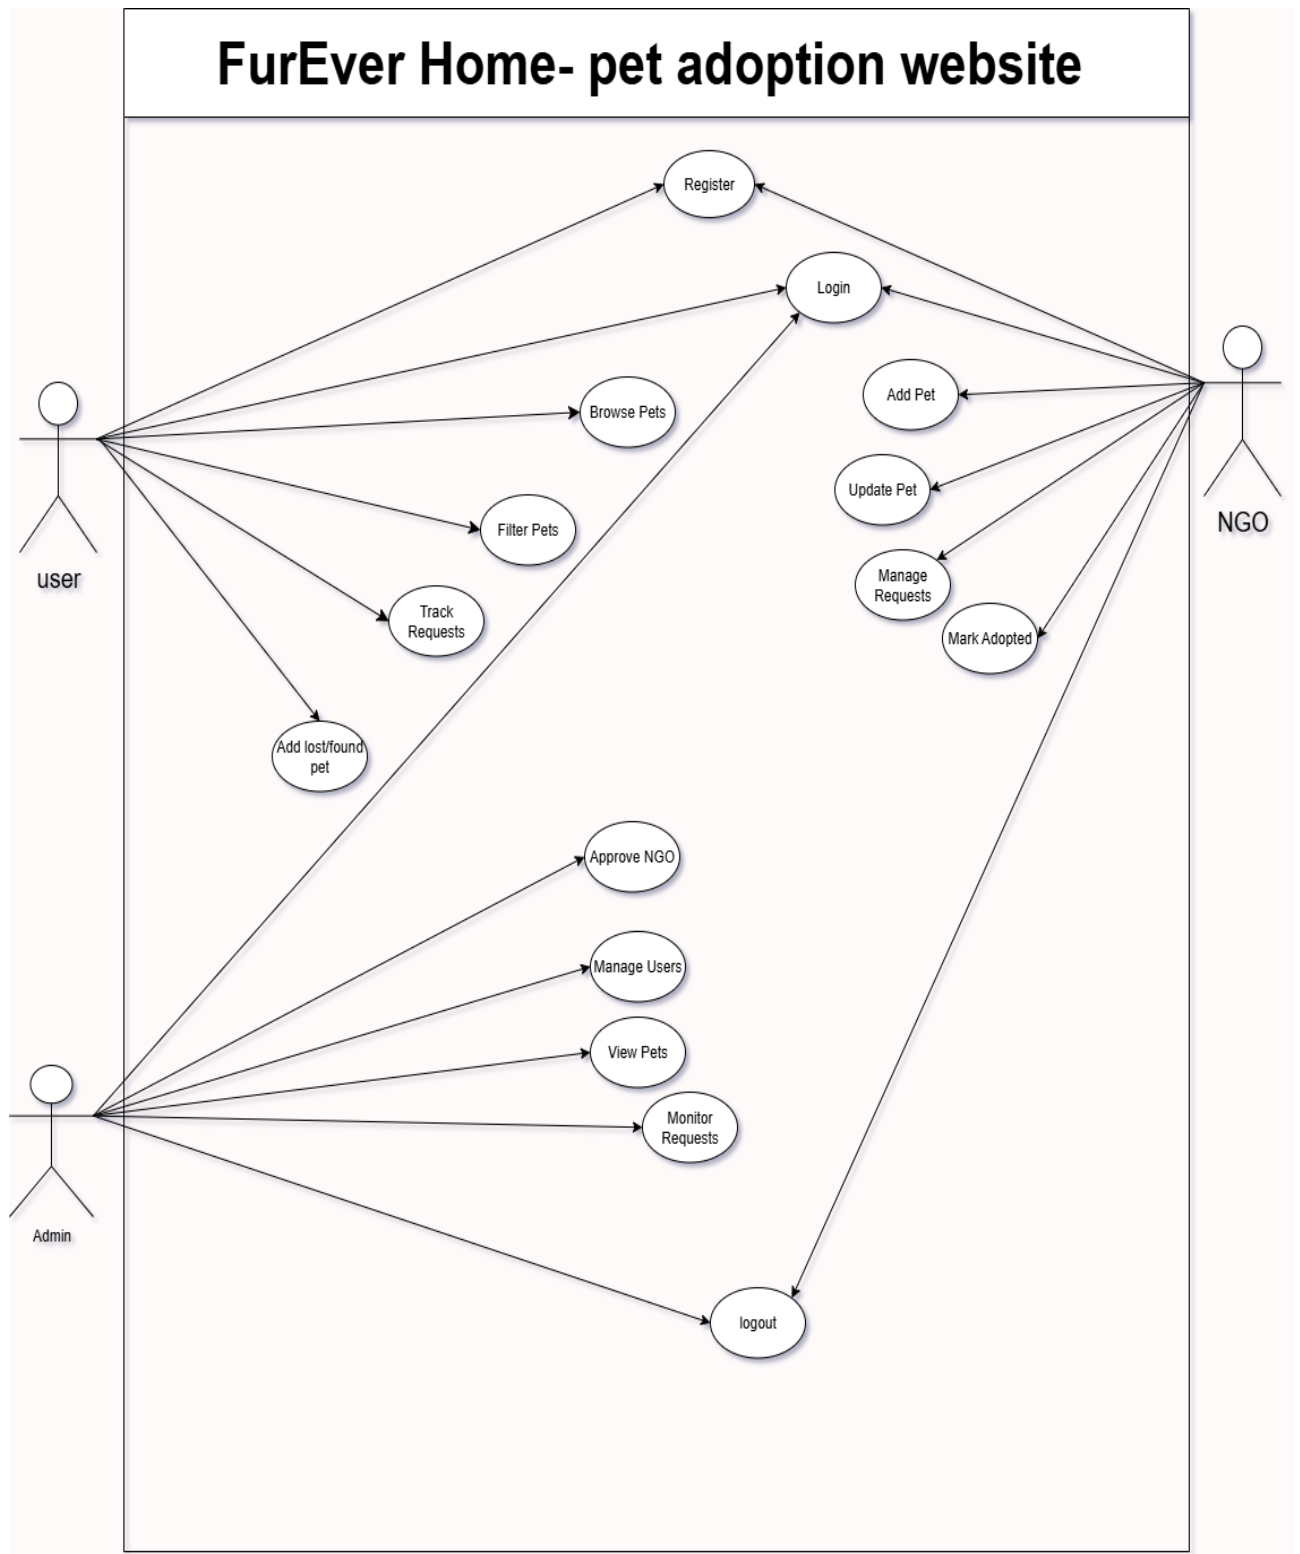 FurEver Home- pet adoption website
Register
Login
Browse Pets
Add Pet
Filter Pets
Update Pet
NGO
user
Track
Requests
Manage
Requests
Mark Adopted
Add lost/found
pet
Approve NGO
Manage Users
View Pets
Monitor
Requests
Admin
logout